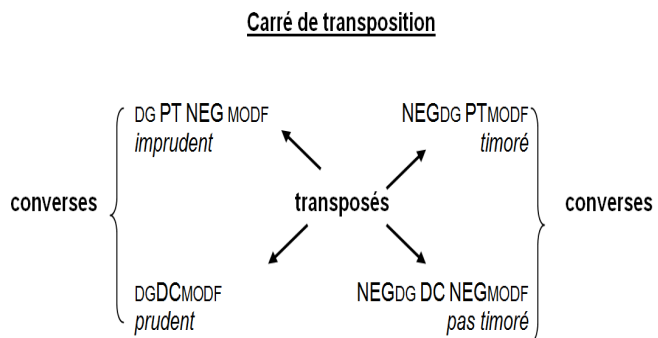 Carré de transposition
DG PT NEG MODF NEGDG PTMODF
imprudent timoré
converses transposés converses
DGDCMODF NEGDG DC NEGMODF
prudent pas timoré